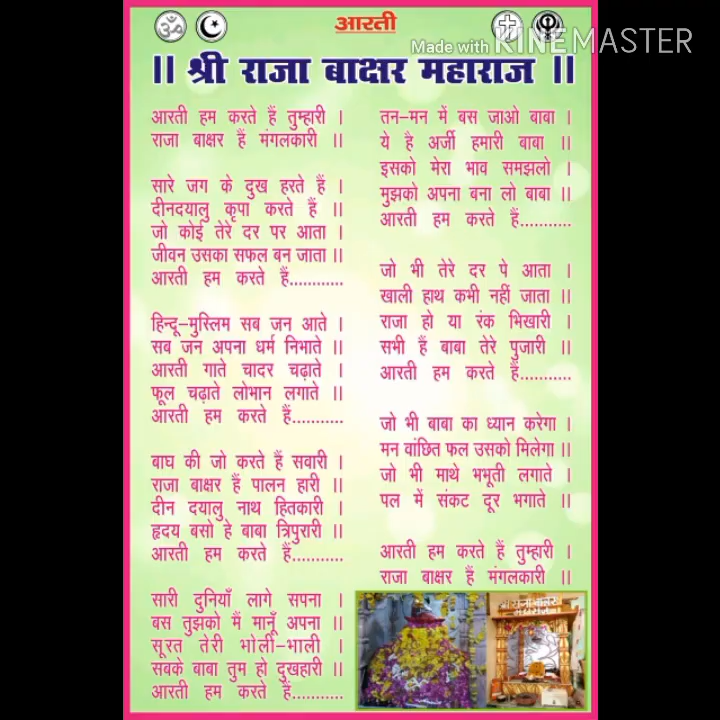 आरती
Made with KINEMASTER
|| श्री राजा बाक्षर महाराज ||
आरती हम करते हैं तुम्हारी ।
राजा बाक्षर हैं मंगलकारी ॥
सारे जग के दुख हरते हैं ।
दीनदयालु कृपा करते हैं ॥
जो कोई तेरे दर पर आता ।
जीवन उसका सफल बन जाता ॥
आरती हम करते हैं............
हिन्दू–मुस्लिम सब जन आते ।
सब जन अपना धर्म निभाते ॥
आरती गाते चादर चढ़ाते ।
फूल चढ़ाते लोभान लगाते ॥
आरती हम करते हैं...........
बाघ की जो करते हैं सवारी ।
राजा बाक्षर हैं पालन हारी ॥
दीन दयालु नाथ हितकारी ।
हृदय बसो हे बाबा त्रिपुरारी ॥
आरती हम करते हैं...........
सारी दुनियाँ लागे सपना ।
बस तुझको मैं मानूँ अपना ॥
सूरत तेरी भोली–भाली ।
सबके बाबा तुम हो दुखहारी ॥
आरती हम करते हैं...........
तन–मन में बस जाओ बाबा ।
ये है अर्जी हमारी बाबा ॥
इसको मेरा भाव समझलो ।
मुझको अपना बना लो बाबा ॥
आरती हम करते हैं...........
जो भी तेरे दर पे आता ।
खाली हाथ कभी नहीं जाता ॥
राजा हो या रंक भिखारी ।
सभी हैं बाबा तेरे पुजारी ॥
आरती हम करते हैं...........
जो भी बाबा का ध्यान करेगा ।
मन वांछित फल उसको मिलेगा ॥
जो भी माथे भभूती लगाते ।
पल में संकट दूर भगाते ॥
आरती हम करते हैं तुम्हारी ।
राजा बाक्षर हैं मंगलकारी ॥